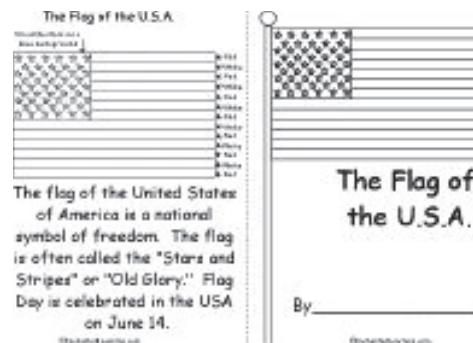 The Flag of the U.S.A.
The flag of the United States
of America is a national
symbol of freedom. The flag
is often called the "Stars and
Stripes" or "Old Glory." Flag
Day is celebrated in the USA
on June 14.
The Flag of
the U.S.A.
By